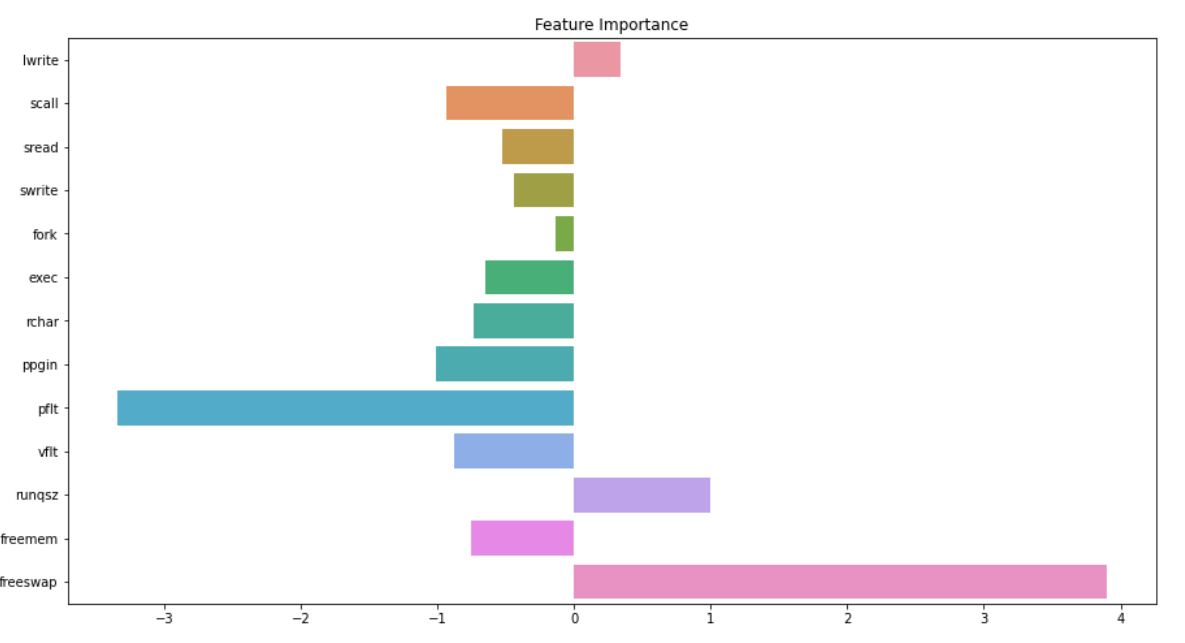 Feature Importance
lwrite
scall
sread
swrite
fork
exec
rchar
ppgin
pflt
vflt
runqsz
freemem
freeswap
−3 −2 −1 0 1 2 3 4